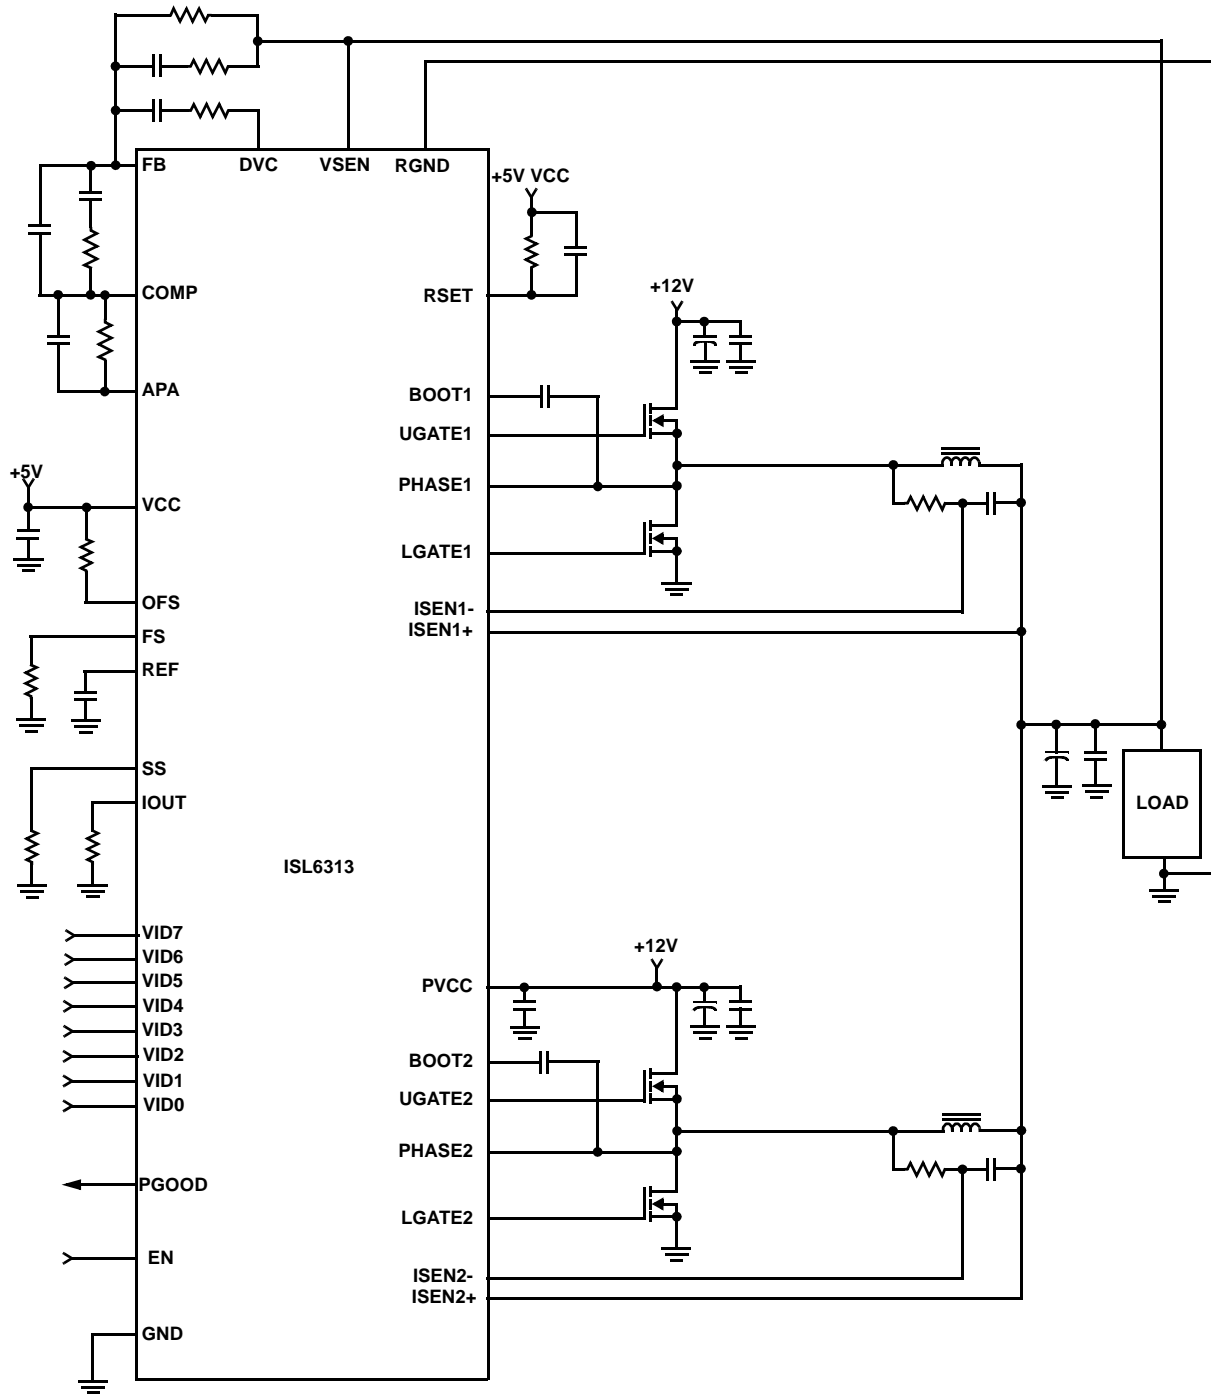 FB
DVC
VSEN
RGND
+5V VCC
COMP
RSET
+12V
APA
BOOT1
UGATE1
+5V
PHASE1
VCC
LGATE1
OFS
ISEN1-
ISEN1+
FS
REF
SS
IOUT
LOAD
ISL6313
VID7
VID6
VID5
VID4
VID3
VID2
VID1
VID0
+12V
PVCC
BOOT2
UGATE2
PHASE2
PGOOD
LGATE2
EN
ISEN2-
ISEN2+
GND